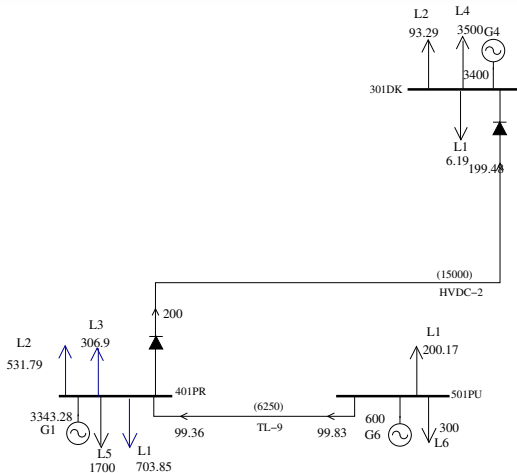 L2
L4
93.29
3500
G4
3400
301DK
L1
6.19
199.48
(15000)
HVDC−2
200
L3
L2
306.9
531.79
401PR
L1
200.17
501PU
(6250)
3343.28
G1
L5
1700
L1
703.85
99.36
TL−9
99.83
600
G6
300
L6